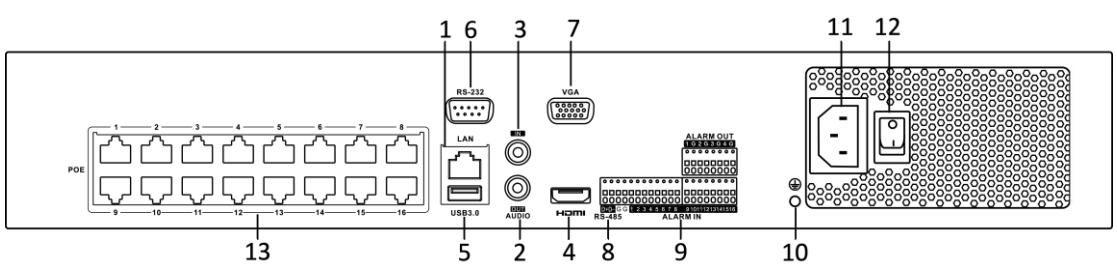 1 6 3 7 11 12
RS-232
VGA
1 2 3 4 5 6 7 8
IN
LAN
ALARM OUT
1 G 2 G 3 G 4 G
POE
9 10 11 12 13 14 15 16
USB3.0
OUT
AUDIO
HDMI
D+ D- G G 1 2 3 4 5 6 7 8 9 10 11 12 13 14 15 16
RS-485
ALARM IN
13 5 2 4 8 9 10